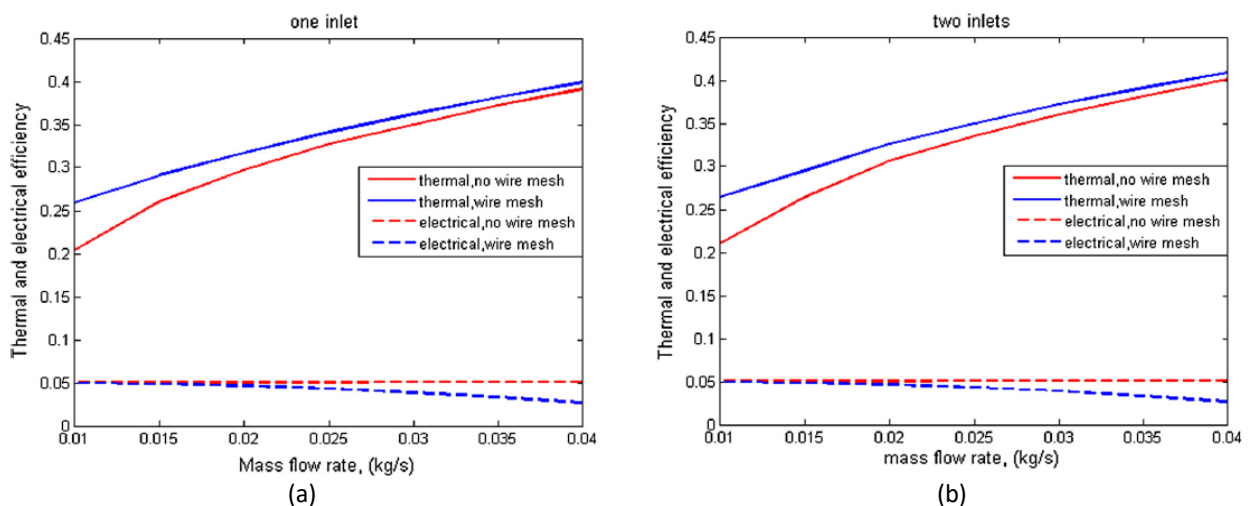 one inlet
Thermal and electrical efficiency
0.45
0.4
0.35
0.3
0.25
0.2
0.15
0.1
0.05
0
thermal,no wire mesh
thermal,wire mesh
electrical,no wire mesh
electrical,wire mesh
0.01 0.015 0.02 0.025 0.03 0.035 0.04
Mass flow rate, (kg/s)
(a)
two inlets
Thermal and electrical efficiency
0.45
0.4
0.35
0.3
0.25
0.2
0.15
0.1
0.05
0
thermal,no wire mesh
thermal,wire mesh
electrical,no wire mesh
electrical,wire mesh
0.01 0.015 0.02 0.025 0.03 0.035 0.04
mass flow rate, (kg/s)
(b)